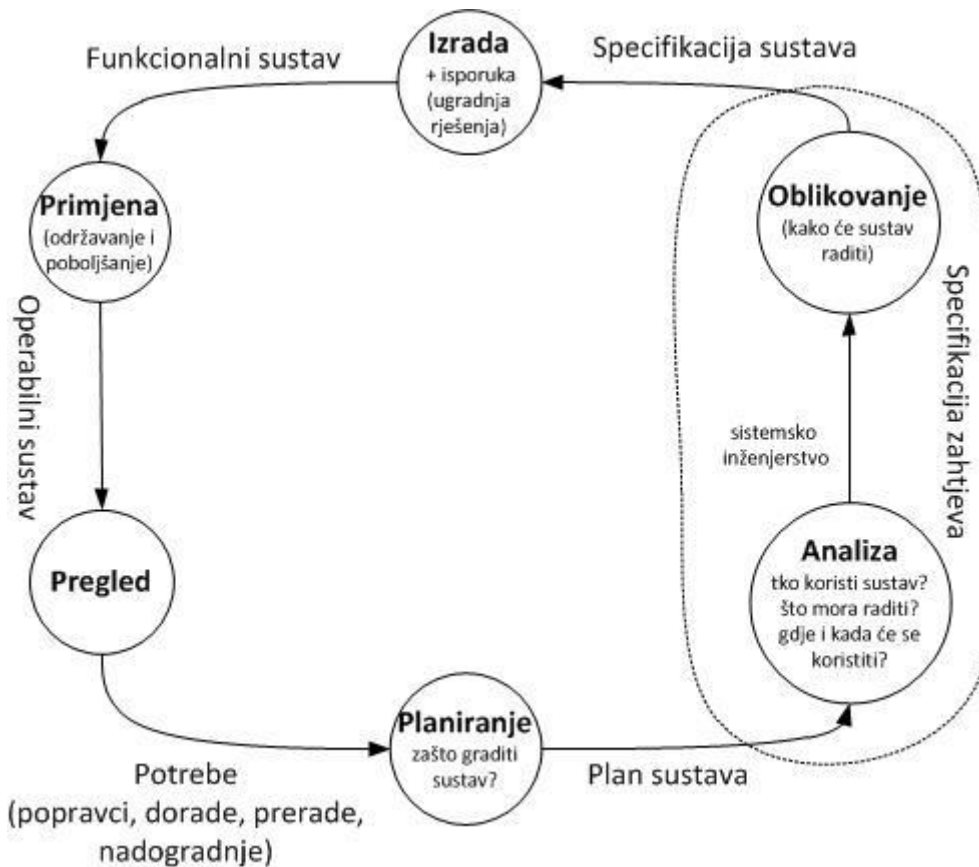 Funkcionalni sustav
Izrada
+ isporuka
(ugradnja
rješenja)
Specifikacija sustava
Primjena
(održavanje i
poboljšanje)
Oblikovanje
(kako će sustav
raditi)
Operabilni sustav
Specifikacija zahtjeva
sistemsko
inženjerstvo
Pregled
Analiza
tko koristi sustav?
što mora raditi?
gdje i kada će se
koristiti?
Planiranje
zašto graditi
sustav?
Potrebe
(popravci, dorade, prerade,
nadogradnje)
Plan sustava